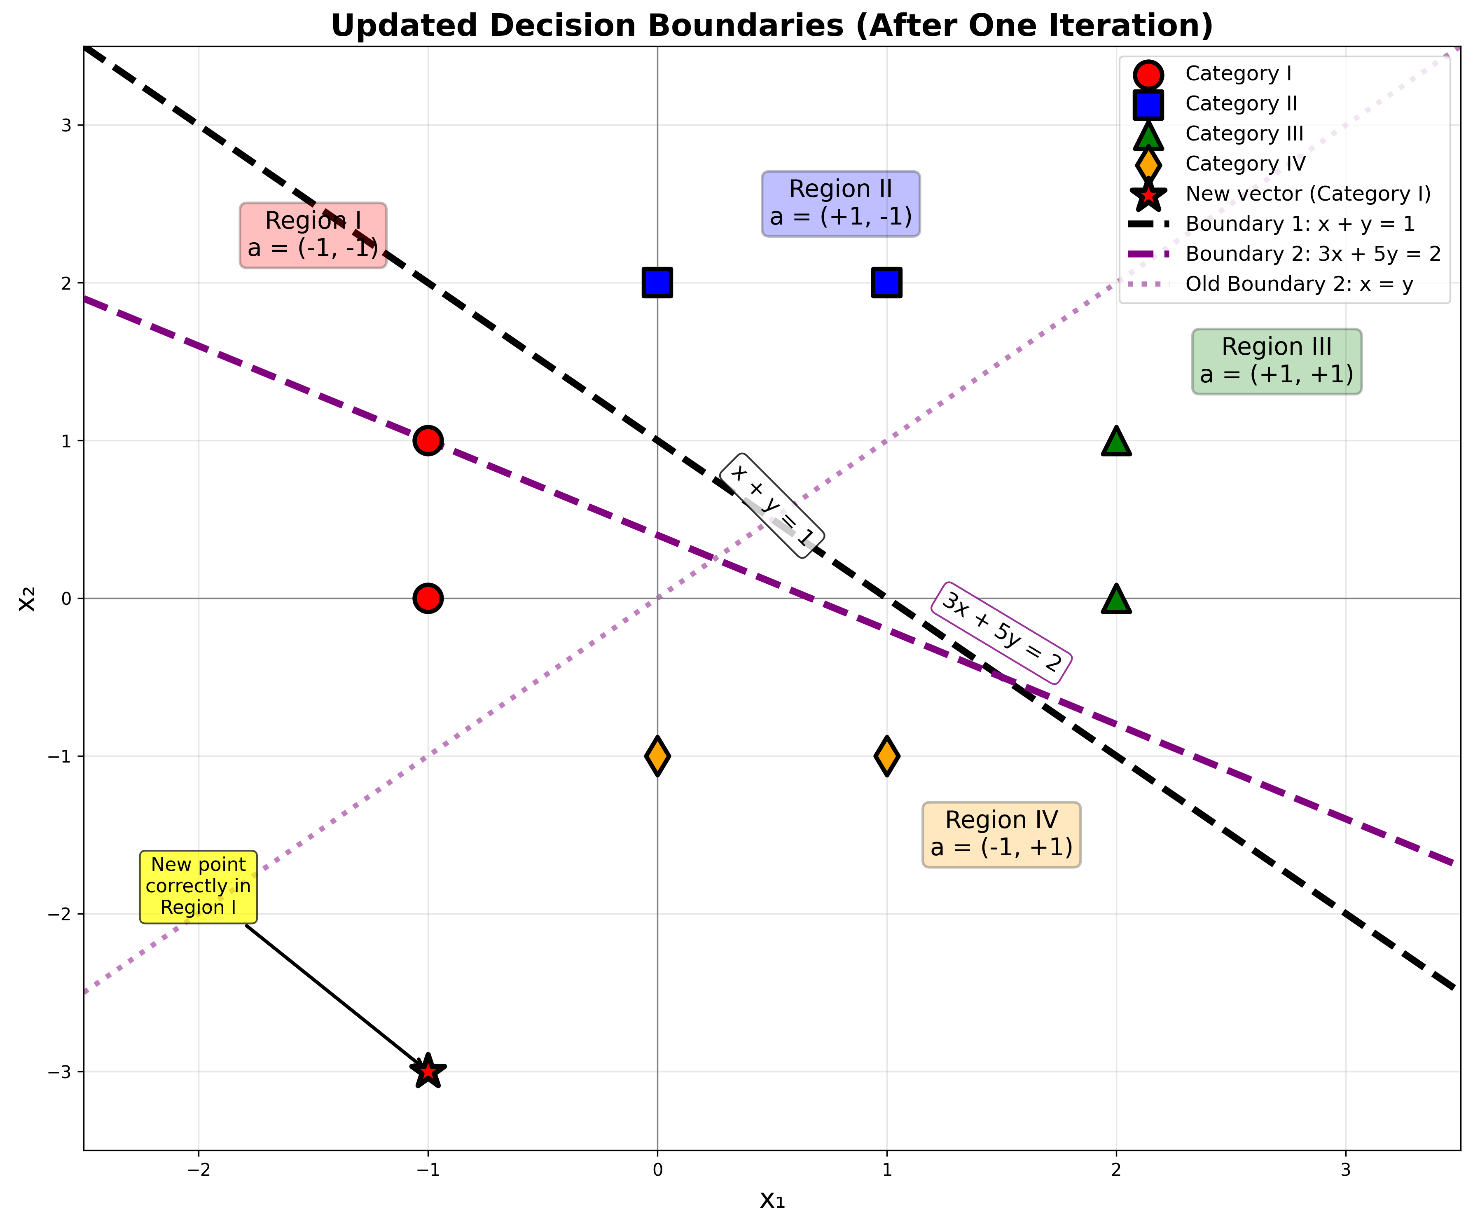 Updated Decision Boundaries (After One Iteration)
Category I
Category II
Category III
Category IV
New vector (Category I)
Boundary 1: x + y = 1
Boundary 2: 3x + 5y = 2
Old Boundary 2: x = y
Region I
a = (-1, -1)
Region II
a = (+1, -1)
Region III
a = (+1, +1)
x + y = 1
3x + 5y = 2
Region IV
a = (-1, +1)
New point
correctly in
Region I
3
2
1
0
−1
−2
−3
x₂
−2
−1
0
1
2
3
x₁